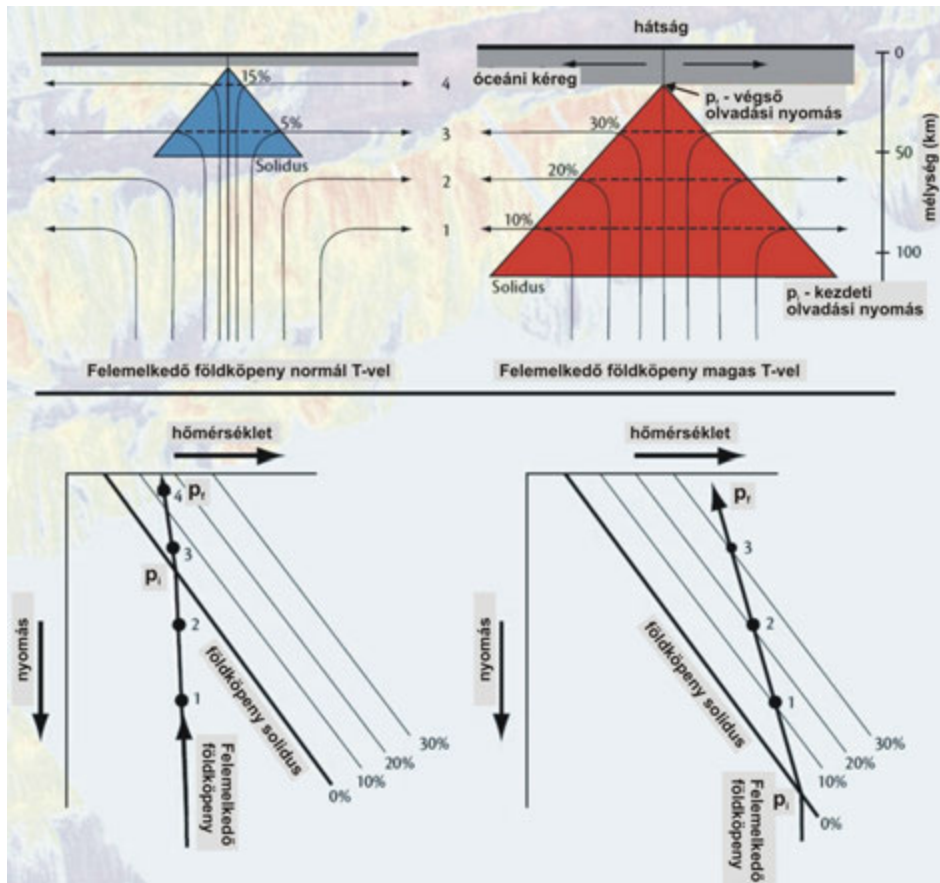 15%
5%
Solidus
4
3
2
1
Felemelkedő földköpeny normál T-vel
hátság
óceáni kéreg
pf - végső
olvadási nyomás
30%
20%
10%
Solidus
pi - kezdeti
olvadási nyomás
0
50
100
mélység (km)
Felemelkedő földköpeny magas T-vel
hőmérséklet
nyomás
pf
4
3
pi
2
1
földköpeny solidus
Felemelkedő
földköpeny
30%
20%
10%
0%
hőmérséklet
nyomás
pf
3
2
1
földköpeny solidus
Felemelkedő
földköpeny
pi
30%
20%
10%
0%